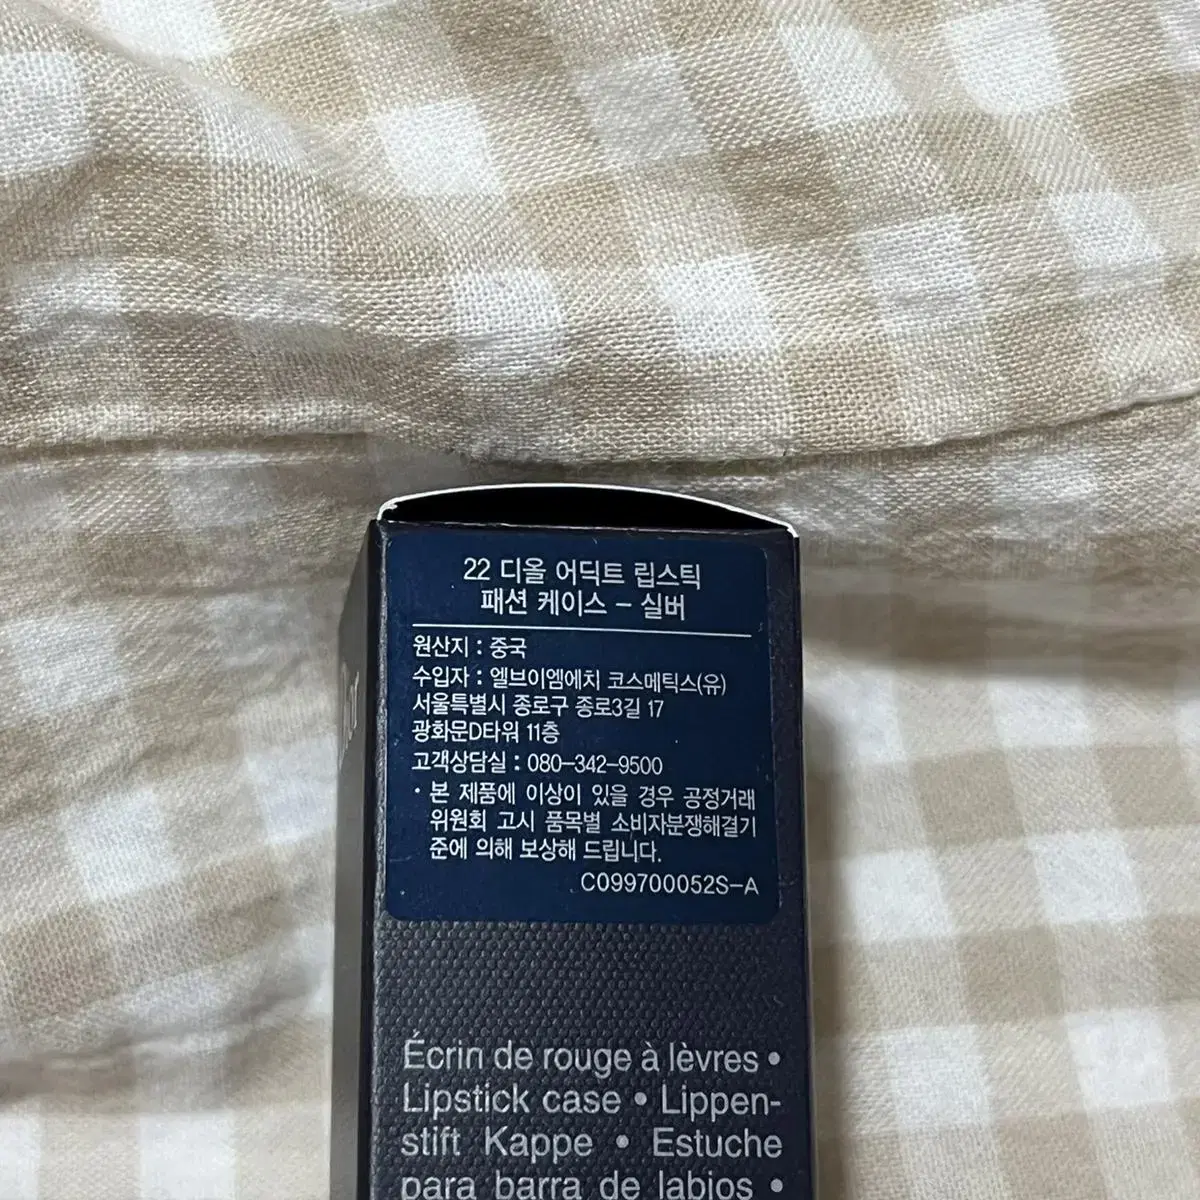 22 디올 어딕트 립스틱
패션 케이스 – 실버
원산지 : 중국
수입자 : 엘브이엠에치 코스메틱스(유)
서울특별시 종로구 종로3길 17
광화문D타워 11층
고객상담실 : 080–342–9500
· 본 제품에 이상이 있을 경우 공정거래
위원회 고시 품목별 소비자분쟁해결기
준에 의해 보상해 드립니다.
C099700052S–A
Écrin de rouge à lèvres •
Lipstick case • Lippen-
stift Kappe • Estuche
para barra de labios •